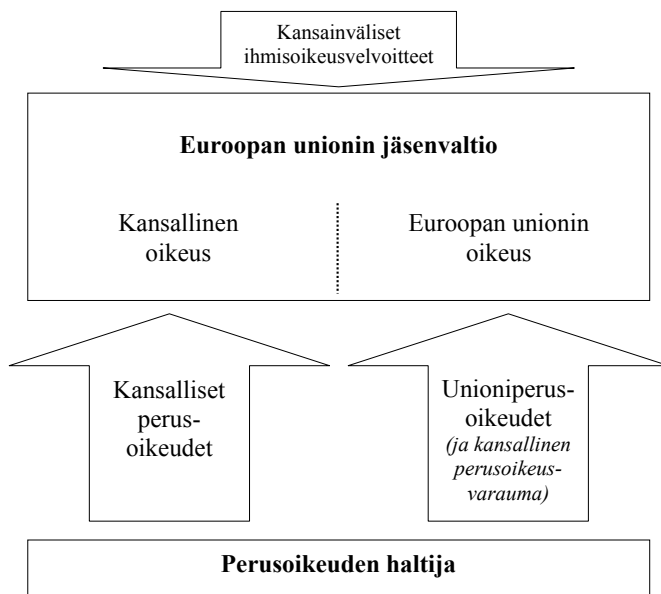 Kansainväliset
ihmisoikeusvelvoitteet
Euroopan unionin jäsenvaltio
Kansallinen
oikeus
Euroopan unionin
oikeus
Kansalliset
perus-
oikeudet
Unioniperus-
oikeudet
(ja kansallinen
perusoikeus-
varauma)
Perusoikeuden haltija